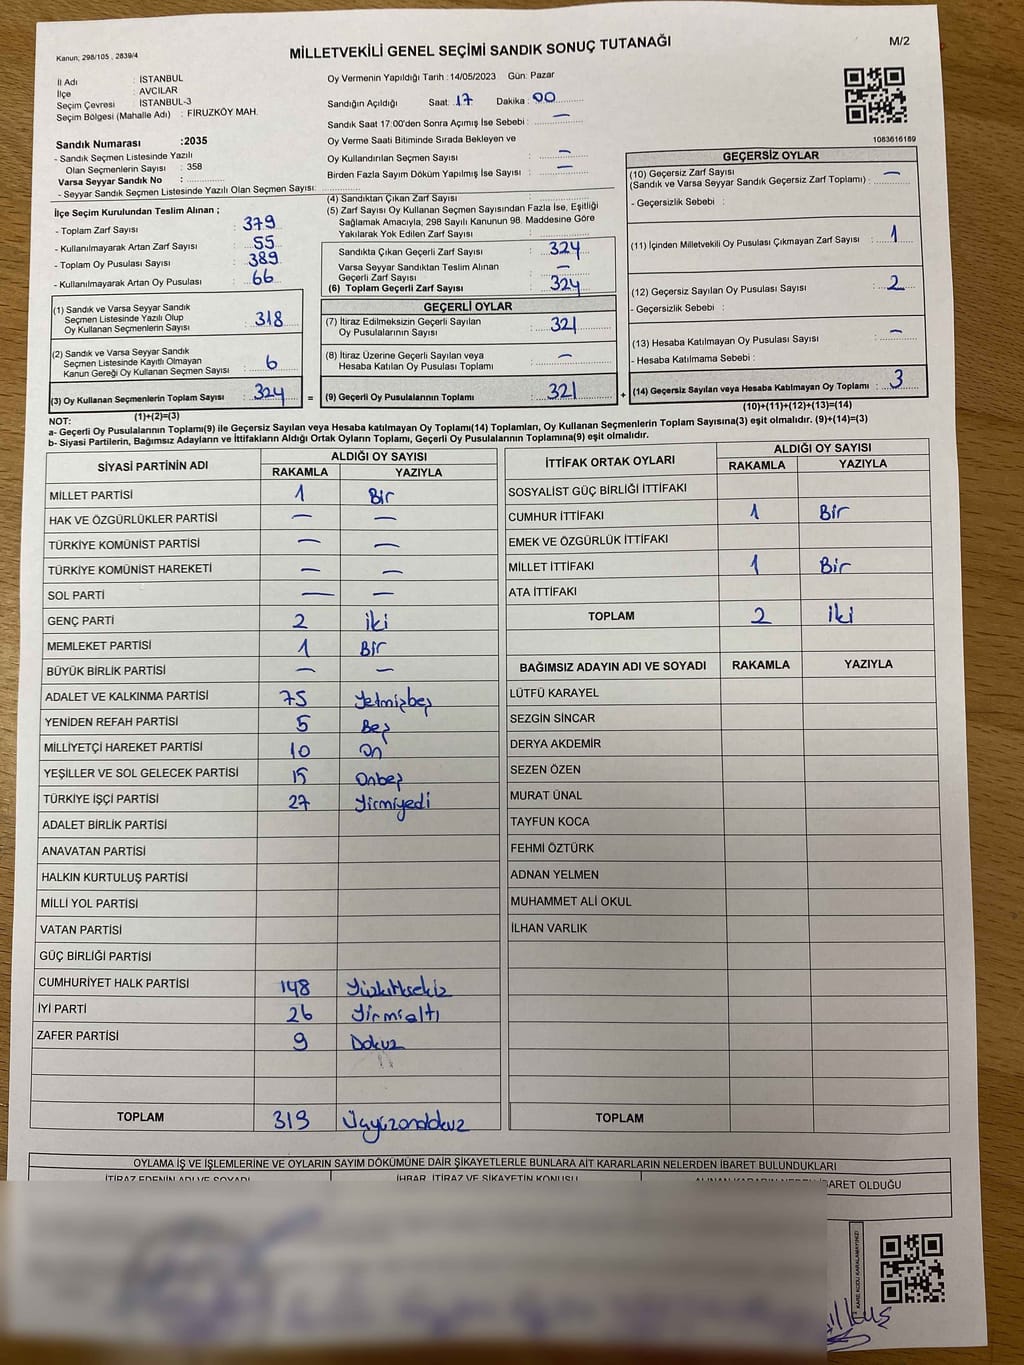 Kanun; 298/105 , 2839/4
MİLLETVEKİLİ GENEL SEÇİMİ SANDIK SONUÇ TUTANAĞI
M/2
İl Adı : İSTANBUL
İlçe : AVCILAR
Seçim Çevresi : İSTANBUL-3
Seçim Bölgesi (Mahalle Adı) : FİRUZKÖY MAH.
Sandık Numarası :2035
- Sandık Seçmen Listesinde Yazılı
Olan Seçmenlerin Sayısı : 358
Varsa Seyyar Sandık No :
- Seyyar Sandık Seçmen Listesinde Yazılı Olan Seçmen Sayısı:
Oy Vermenin Yapıldığı Tarih : 14/05/2023 Gün: Pazar
Sandığın Açıldığı Saat: 17 Dakika : 00
Sandık Saat 17:00'den Sonra Açımış İse Sebebi : —
Oy Verme Saati Bitiminde Sırada Bekleyen ve
Oy Kullandırılan Seçmen Sayısı : —
Birden Fazla Sayım Döküm Yapılmış İse Sayısı : —
1083616189
İlçe Seçim Kurulundan Teslim Alınan ;
- Toplam Zarf Sayısı : 379
- Kullanılmayarak Artan Zarf Sayısı : 55
- Toplam Oy Pusulası Sayısı : 389
- Kullanılmayarak Artan Oy Pusulası : 66
(1) Sandık ve Varsa Seyyar Sandık
Seçmen Listesinde Yazılı Olup
Oy Kullanan Seçmenlerin Sayısı : 318
(2) Sandık ve Varsa Seyyar Sandık
Seçmen Listesinde Kayıtlı Olmayan
Kanun Gereği Oy Kullanan Seçmen Sayısı : 6
(3) Oy Kullanan Seçmenlerin Toplam Sayısı : 324
(1)+(2)=(3)
(4) Sandıktan Çıkan Zarf Sayısı :
(5) Zarf Sayısı Oy Kullanan Seçmen Sayısından Fazla İse, Eşitliği
Sağlamak Amacıyla, 298 Sayılı Kanunun 98. Maddesine Göre
Yakılarak Yok Edilen Zarf Sayısı :
Sandıkta Çıkan Geçerli Zarf Sayısı : 324
Varsa Seyyar Sandıktan Teslim Alınan
Geçerli Zarf Sayısı : —
(6) Toplam Geçerli Zarf Sayısı : 324
GEÇERLİ OYLAR
(7) İtiraz Edilmeksizin Geçerli Sayılan
Oy Pusulalarının Sayısı : 321
(8) İtiraz Üzerine Geçerli Sayılan veya
Hesaba Katılan Oy Pusulası Toplamı : —
= (9) Geçerli Oy Pusulalarının Toplamı : 321
GEÇERSİZ OYLAR
(10) Geçersiz Zarf Sayısı : —
(Sandık ve Varsa Seyyar Sandık Geçersiz Zarf Toplamı)
- Geçersizlik Sebebi :
(11) İçinden Milletvekili Oy Pusulası Çıkmayan Zarf Sayısı : 1
(12) Geçersiz Sayılan Oy Pusulası Sayısı : 2
- Geçersizlik Sebebi :
(13) Hesaba Katılmayan Oy Pusulası Sayısı : —
- Hesaba Katılmama Sebebi :
+ (14) Geçersiz Sayılan veya Hesaba Katılmayan Oy Toplamı : 3
(10)+(11)+(12)+(13)=(14)
NOT:
a- Geçerli Oy Pusulalarının Toplamı(9) ile Geçersiz Sayılan veya Hesaba katılmayan Oy Toplamı(14) Toplamları, Oy Kullanan Seçmenlerin Toplam Sayısına(3) eşit olmalıdır. (9)+(14)=(3)
b- Siyasi Partilerin, Bağımsız Adayların ve İttifakların Aldığı Ortak Oyların Toplamı, Geçerli Oy Pusulalarının Toplamına(9) eşit olmalıdır.
SİYASİ PARTİNİN ADI ALDIĞI OY SAYISI
RAKAMLA YAZIYLA
MİLLET PARTİSİ 1 Bir
HAK VE ÖZGÜRLÜKLER PARTİSİ — —
TÜRKİYE KOMÜNİST PARTİSİ — —
TÜRKİYE KOMÜNİST HAREKETİ — —
SOL PARTİ — —
GENÇ PARTİ 2 iki
MEMLEKET PARTİSİ 1 Bir
BÜYÜK BİRLİK PARTİSİ — —
ADALET VE KALKINMA PARTİSİ 75 Yetmişbeş
YENİDEN REFAH PARTİSİ 5 Beş
MİLLİYETÇİ HAREKET PARTİSİ 10 On
YEŞİLLER VE SOL GELECEK PARTİSİ 15 Onbeş
TÜRKİYE İŞÇİ PARTİSİ 27 Yirmiyedi
ADALET BİRLİK PARTİSİ
ANAVATAN PARTİSİ
HALKIN KURTULUŞ PARTİSİ
MİLLİ YOL PARTİSİ
VATAN PARTİSİ
GÜÇ BİRLİĞİ PARTİSİ
CUMHURİYET HALK PARTİSİ 148 Yüzkırksekiz
İYİ PARTİ 26 Yirmialtı
ZAFER PARTİSİ 9 Dokuz
TOPLAM 319 Üçyüzondokuz
İTTİFAK ORTAK OYLARI ALDIĞI OY SAYISI
RAKAMLA YAZIYLA
SOSYALİST GÜÇ BİRLİĞİ İTTİFAKI
CUMHUR İTTİFAKI 1 Bir
EMEK VE ÖZGÜRLÜK İTTİFAKI
MİLLET İTTİFAKI 1 Bir
ATA İTTİFAKI
TOPLAM 2 iki
BAĞIMSIZ ADAYIN ADI VE SOYADI RAKAMLA YAZIYLA
LÜTFÜ KARAYEL
SEZGİN SİNCAR
DERYA AKDEMİR
SEZEN ÖZEN
MURAT ÜNAL
TAYFUN KOCA
FEHMİ ÖZTÜRK
ADNAN YELMEN
MUHAMMET ALİ OKUL
İLHAN VARLIK
TOPLAM
OYLAMA İŞ VE İŞLEMLERİNE VE OYLARIN SAYIM DÖKÜMÜNE DAİR ŞİKAYETLERLE BUNLARA AİT KARARLARIN NELERDEN İBARET BULUNDUKLARI
İTİRAZ EDENİN ADI VE SOYADI İHBAR, İTİRAZ VE ŞİKAYETİN KONUSU ALINAN KARARIN NEDEN İBARET OLDUĞU
KARE KODU KARALAMAYINIZ!